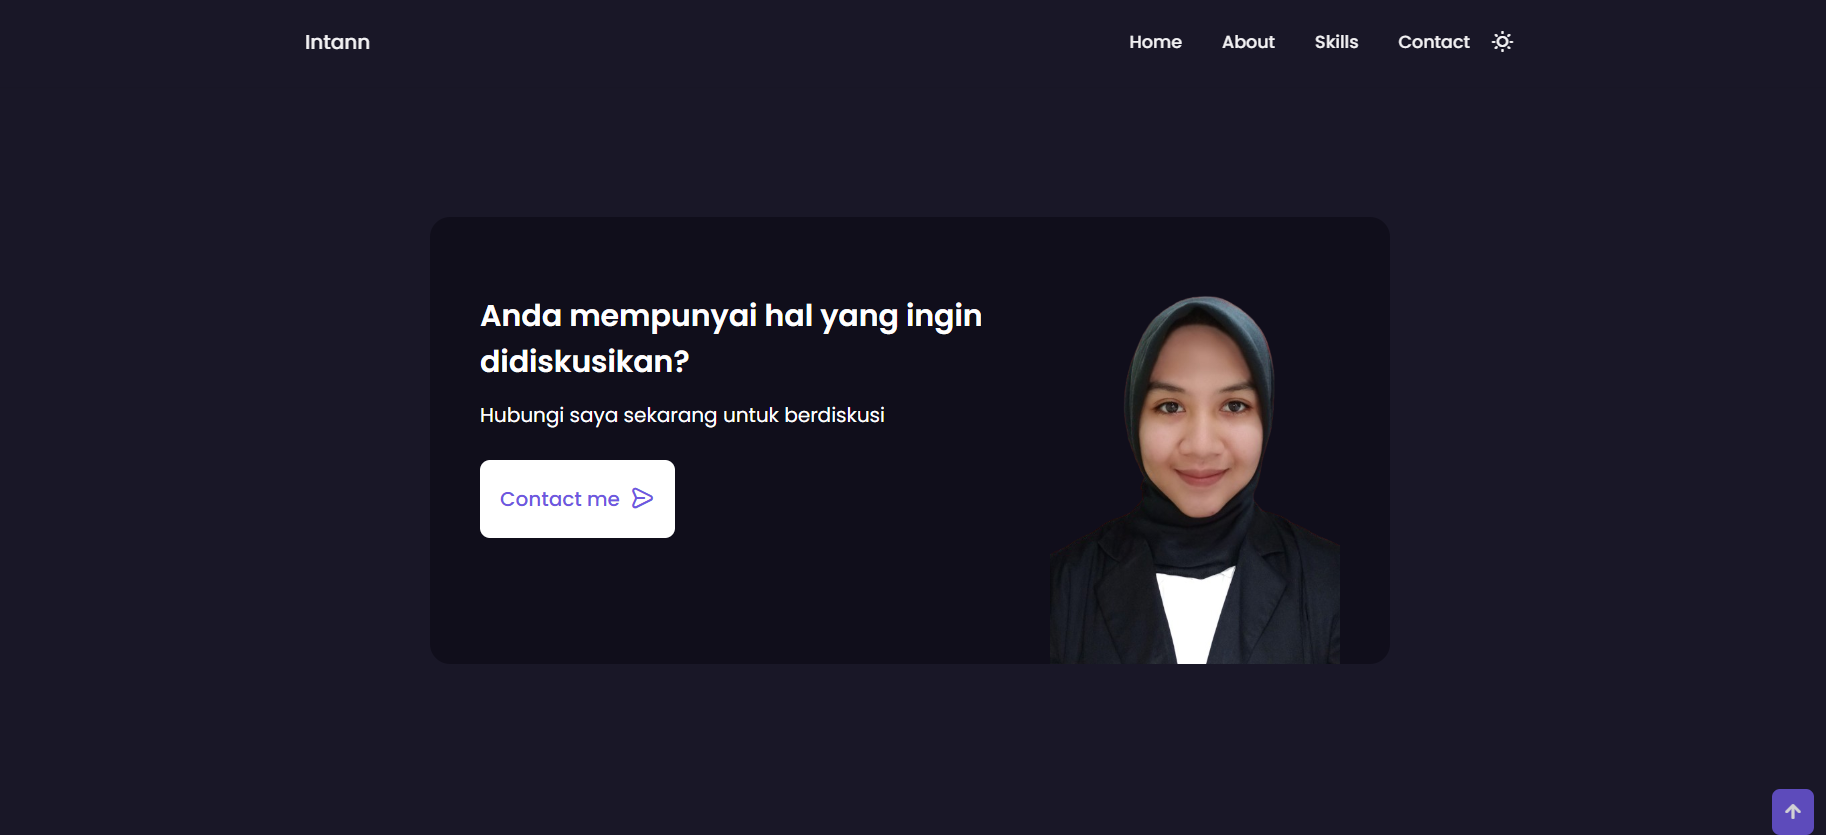 Intann
Home
About
Skills
Contact
Anda mempunyai hal yang ingin
didiskusikan?
Hubungi saya sekarang untuk berdiskusi
Contact me